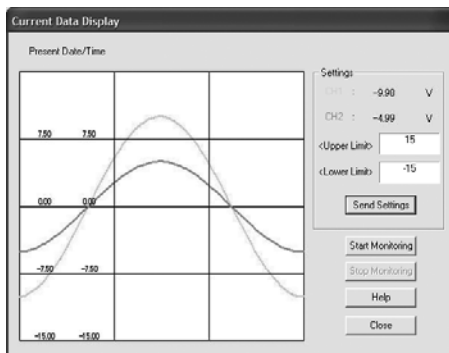 Current Data Display
Present Date/Time
7.50 7.50
0.00 0.00
-7.50 -7.50
-15.00 -15.00
Settings
CH1 : -9.90 V
CH2 : -4.99 V
<Upper Limit> 15
<Lower Limit> -15
Send Settings
Start Monitoring
Stop Monitoring
Help
Close